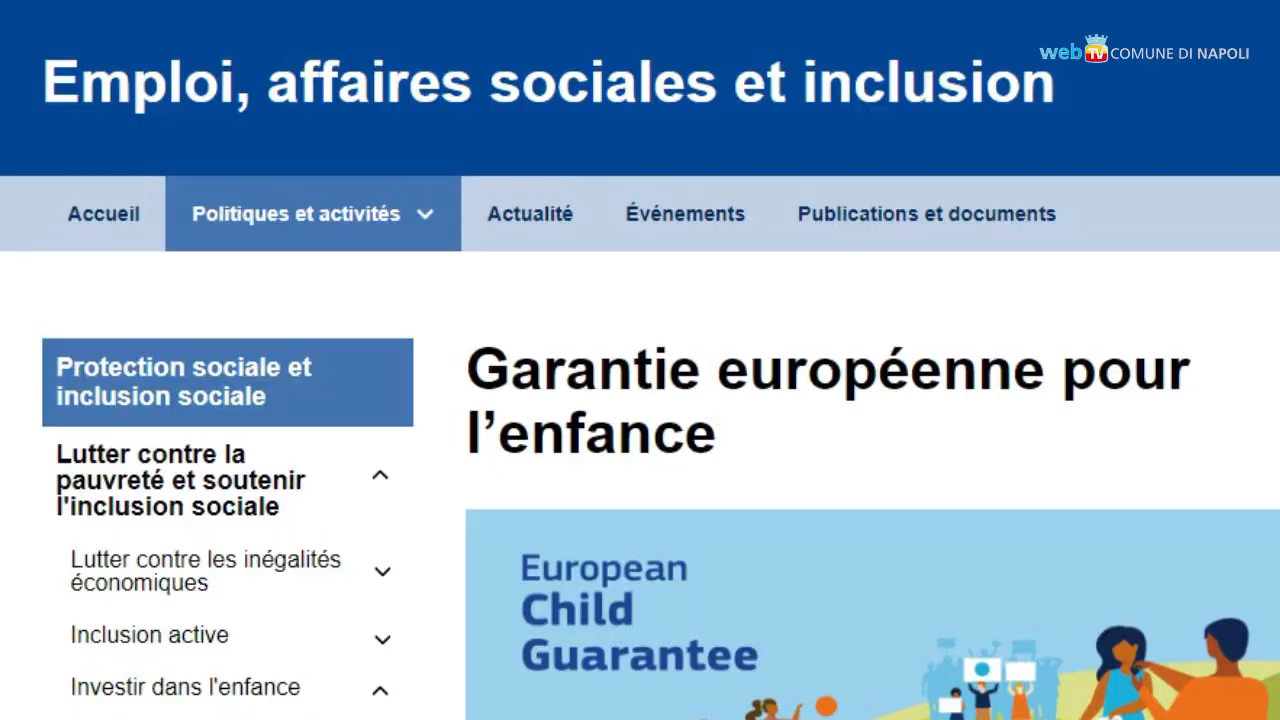 web TV COMUNE DI NAPOLI
Emploi, affaires sociales et inclusion
Accueil
Politiques et activités
Actualité
Événements
Publications et documents
Protection sociale et
inclusion sociale
Lutter contre la
pauvreté et soutenir
l'inclusion sociale
Lutter contre les inégalités
économiques
Inclusion active
Investir dans l'enfance
Garantie européenne pour
l’enfance
European
Child
Guarantee